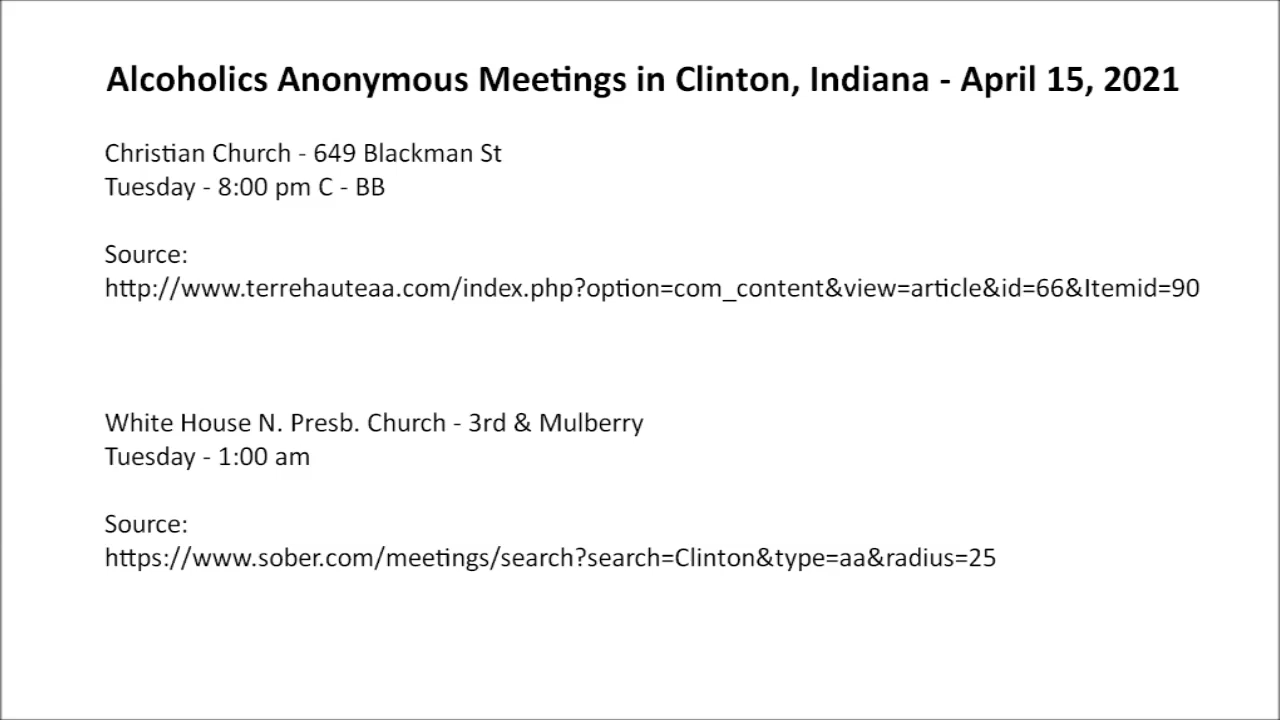 Alcoholics Anonymous Meetings in Clinton, Indiana - April 15, 2021
Christian Church - 649 Blackman St
Tuesday - 8:00 pm C - BB
Source:
http://www.terrehauteaa.com/index.php?option=com_content&view=article&id=66&Itemid=90
White House N. Presb. Church - 3rd & Mulberry
Tuesday - 1:00 am
Source:
https://www.sober.com/meetings/search?search=Clinton&type=aa&radius=25